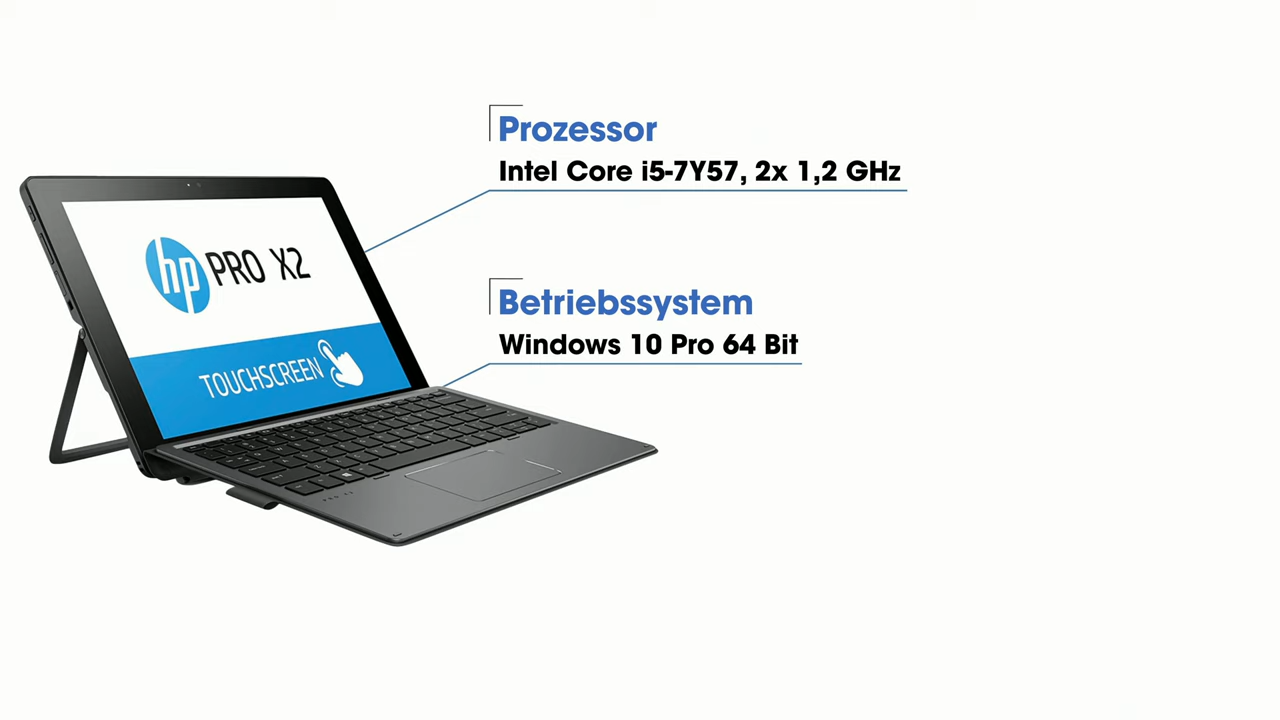 Prozessor
Intel Core i5-7Y57, 2x 1,2 GHz
hp PRO X2
Betriebssystem
Windows 10 Pro 64 Bit
TOUCHSCREEN